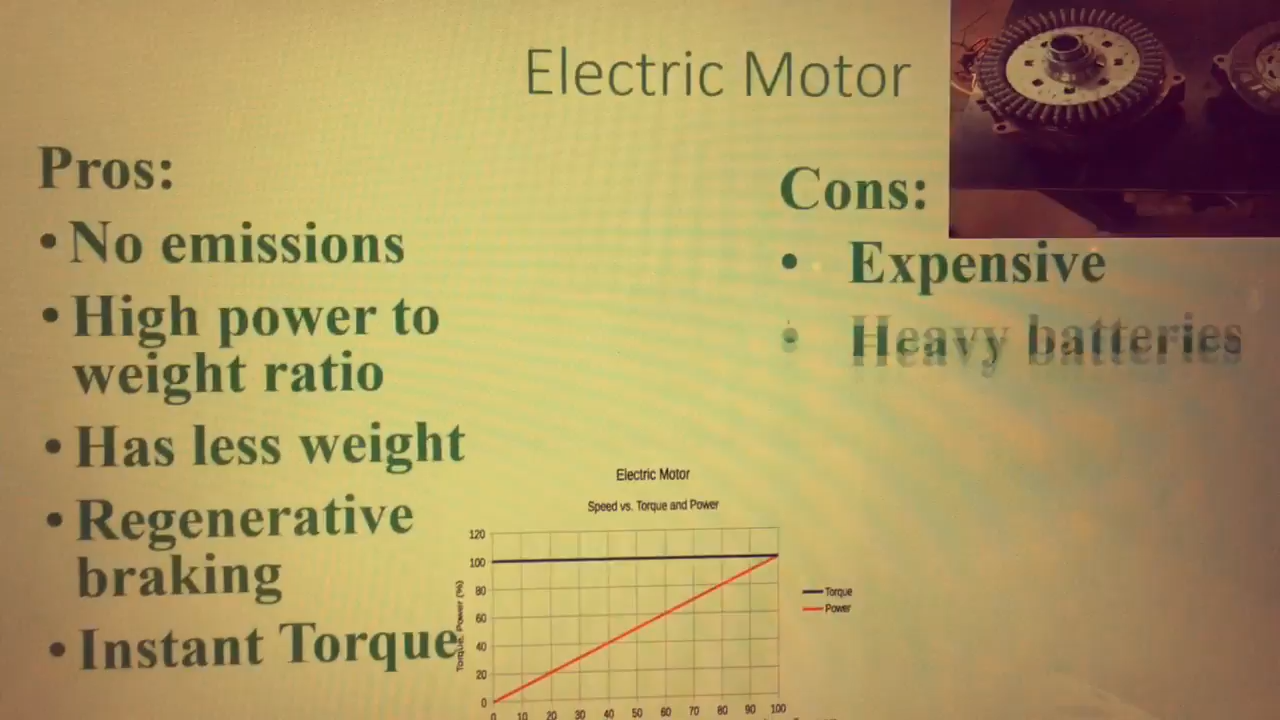 Electric Motor
Pros:
• No emissions
• High power to
weight ratio
• Has less weight
• Regenerative
braking
• Instant Torque
Cons:
• Expensive
• Heavy batteries
Electric Motor
Speed vs. Torque and Power
Torque, Power (%)
120
100
80
60
40
20
0
0 10 20 30 40 50 60 70 80 90 100
Torque
Power